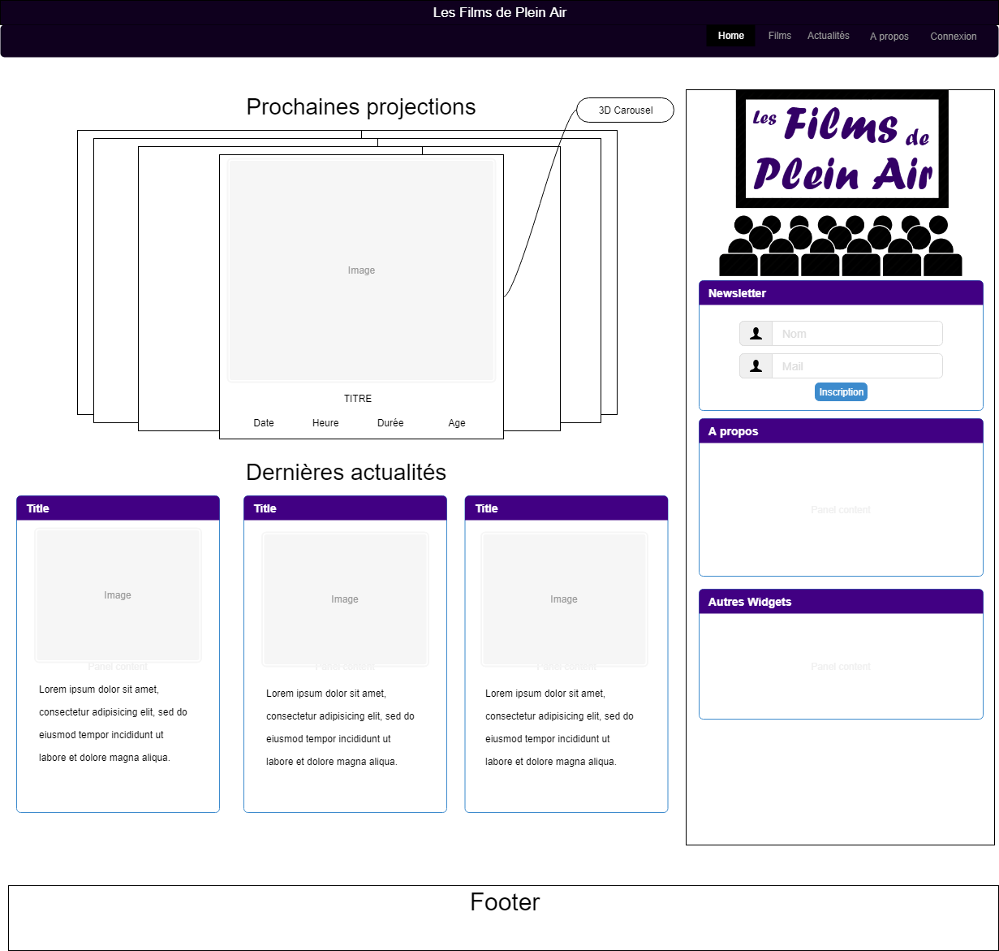 Les Films de Plein Air
Home Films Actualités A propos Connexion
Prochaines projections
3D Carousel
Image
TITRE
Date Heure Durée Age
Dernières actualités
Title
Image
Panel content
Lorem ipsum dolor sit amet,
consectetur adipisicing elit, sed do
eiusmod tempor incididunt ut
labore et dolore magna aliqua.
Title
Image
Panel content
Lorem ipsum dolor sit amet,
consectetur adipisicing elit, sed do
eiusmod tempor incididunt ut
labore et dolore magna aliqua.
Title
Image
Panel content
Lorem ipsum dolor sit amet,
consectetur adipisicing elit, sed do
eiusmod tempor incididunt ut
labore et dolore magna aliqua.
Les Films de
Plein Air
Newsletter
Nom
Mail
Inscription
A propos
Panel content
Autres Widgets
Panel content
Footer